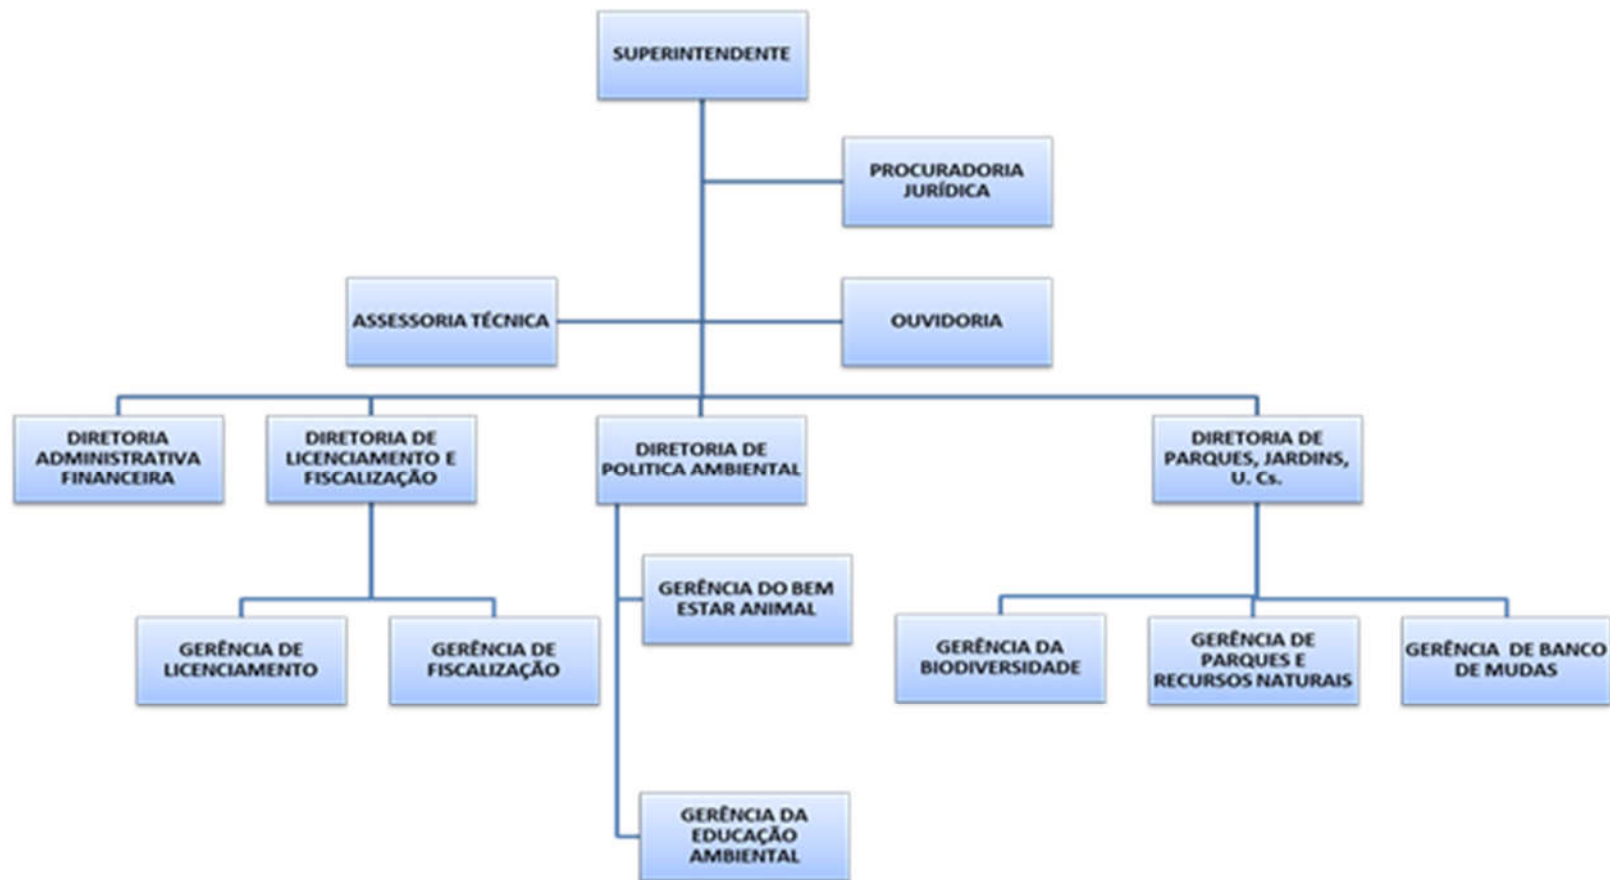 SUPERINTENDENTE
PROCURADORIA
JURÍDICA
ASSESSORIA TÉCNICA
OUVIDORIA
DIRETORIA
ADMINISTRATIVA
FINANCEIRA
DIRETORIA DE
LICENCIAMENTO E
FISCALIZAÇÃO
DIRETORIA DE
POLITICA AMBIENTAL
DIRETORIA DE
PARQUES, JARDINS,
U. Cs.
GERÊNCIA DE
LICENCIAMENTO
GERÊNCIA DE
FISCALIZAÇÃO
GERÊNCIA DO BEM
ESTAR ANIMAL
GERÊNCIA DA
BIODIVERSIDADE
GERÊNCIA DE
PARQUES E
RECURSOS NATURAIS
GERÊNCIA DE BANCO
DE MUDAS
GERÊNCIA DA
EDUCAÇÃO
AMBIENTAL